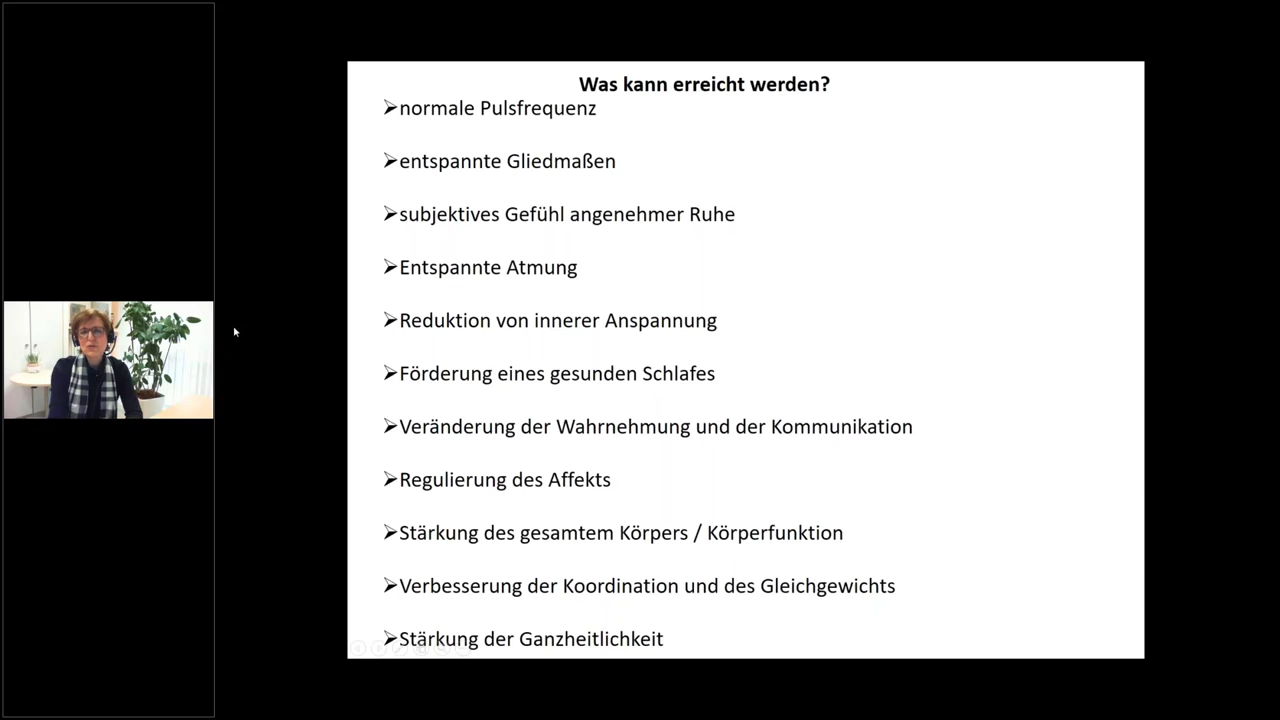 Was kann erreicht werden?
➢normale Pulsfrequenz
➢entspannte Gliedmaßen
➢subjektives Gefühl angenehmer Ruhe
➢Entspannte Atmung
➢Reduktion von innerer Anspannung
➢Förderung eines gesunden Schlafes
➢Veränderung der Wahrnehmung und der Kommunikation
➢Regulierung des Affekts
➢Stärkung des gesamtem Körpers / Körperfunktion
➢Verbesserung der Koordination und des Gleichgewichts
➢Stärkung der Ganzheitlichkeit